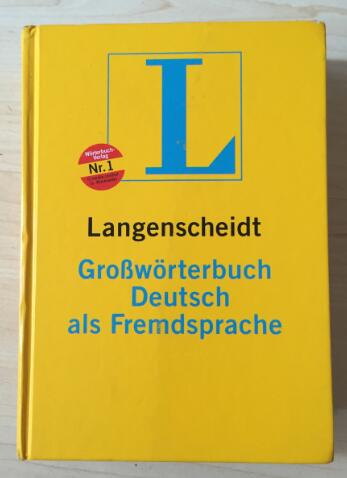 L
Wörterbuch-
Verlag
Nr.1
Langenscheidt
Großwörterbuch
Deutsch
als Fremdsprache